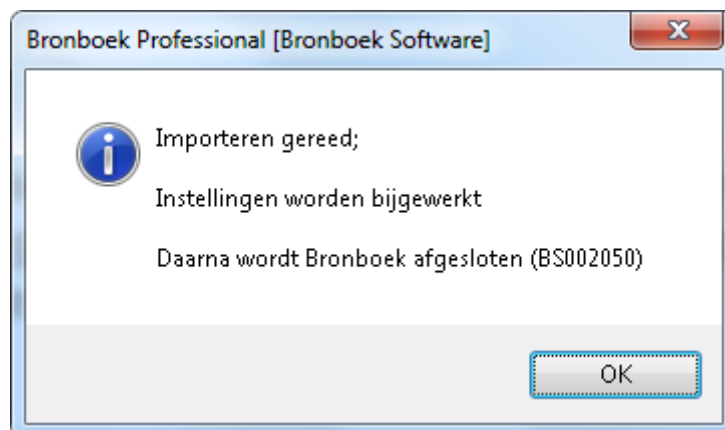 Bronboek Professional [Bronboek Software]
Importeren gereed;
Instellingen worden bijgewerkt
Daarna wordt Bronboek afgesloten (BS002050)
OK